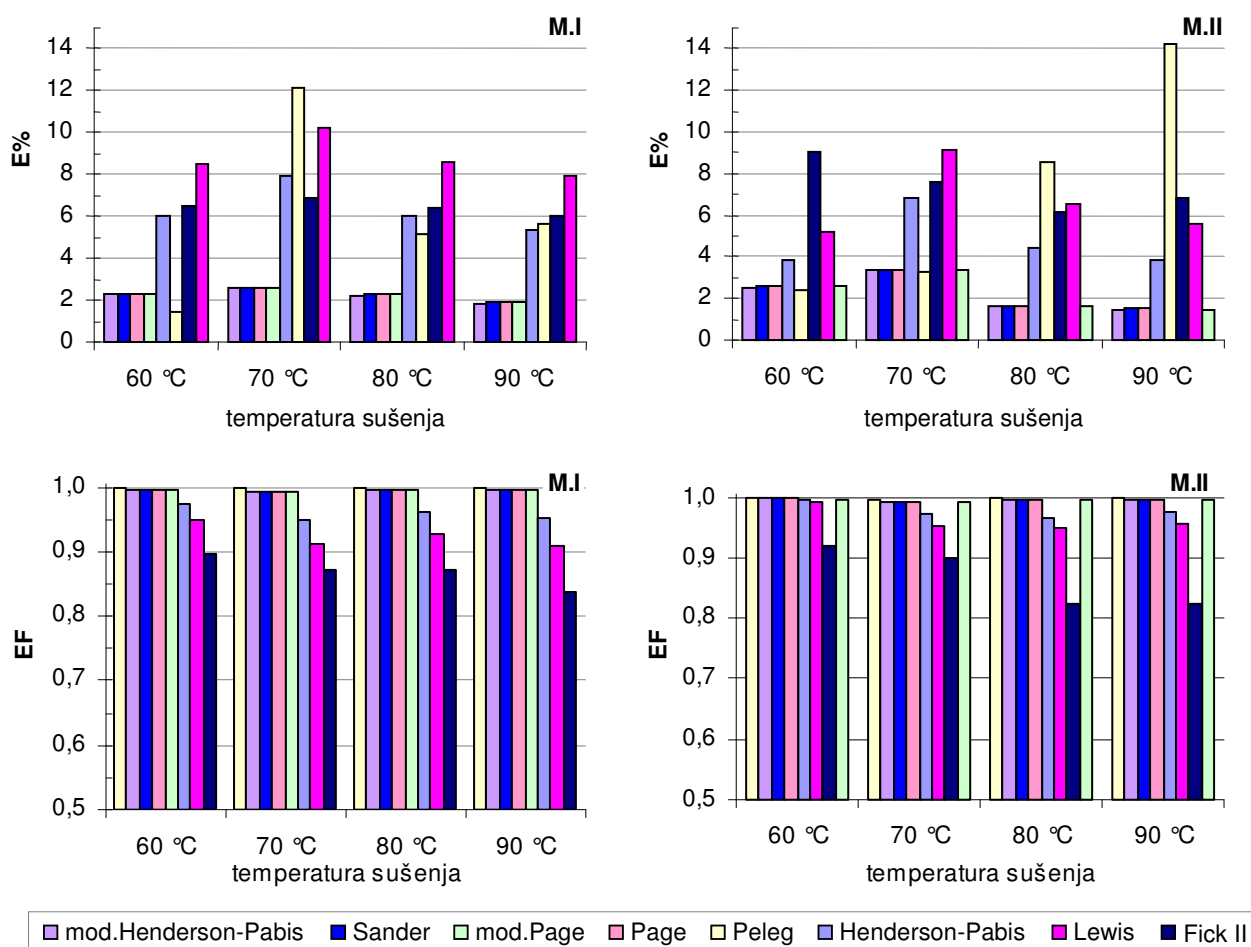 M.I
14
12
10
8
6
4
2
0
E%
60 °C 70 °C 80 °C 90 °C
temperatura sušenja
M.II
14
12
10
8
6
4
2
0
E%
60 °C 70 °C 80 °C 90 °C
temperatura sušenja
M.I
1,0
0,9
0,8
0,7
0,6
0,5
EF
60 °C 70 °C 80 °C 90 °C
temperatura sušenja
M.II
1,0
0,9
0,8
0,7
0,6
0,5
EF
60 °C 70 °C 80 °C 90 °C
temperatura sušenja
mod.Henderson-Pabis Sander mod.Page Page Peleg Henderson-Pabis Lewis Fick II